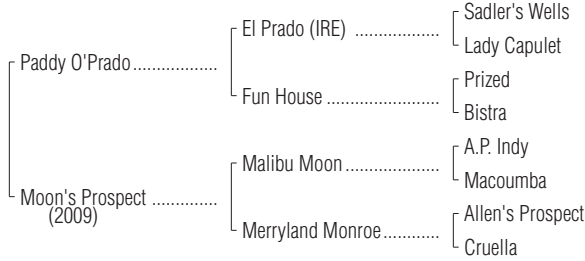 Sadler's Wells
El Prado (IRE) ..................
Lady Capulet
Paddy O'Prado .................
Prized
Fun House ........................
Bistra
A.P. Indy
Malibu Moon ....................
Macoumba
Moon's Prospect .............
(2009)
Allen's Prospect
Merryland Monroe ............
Cruella